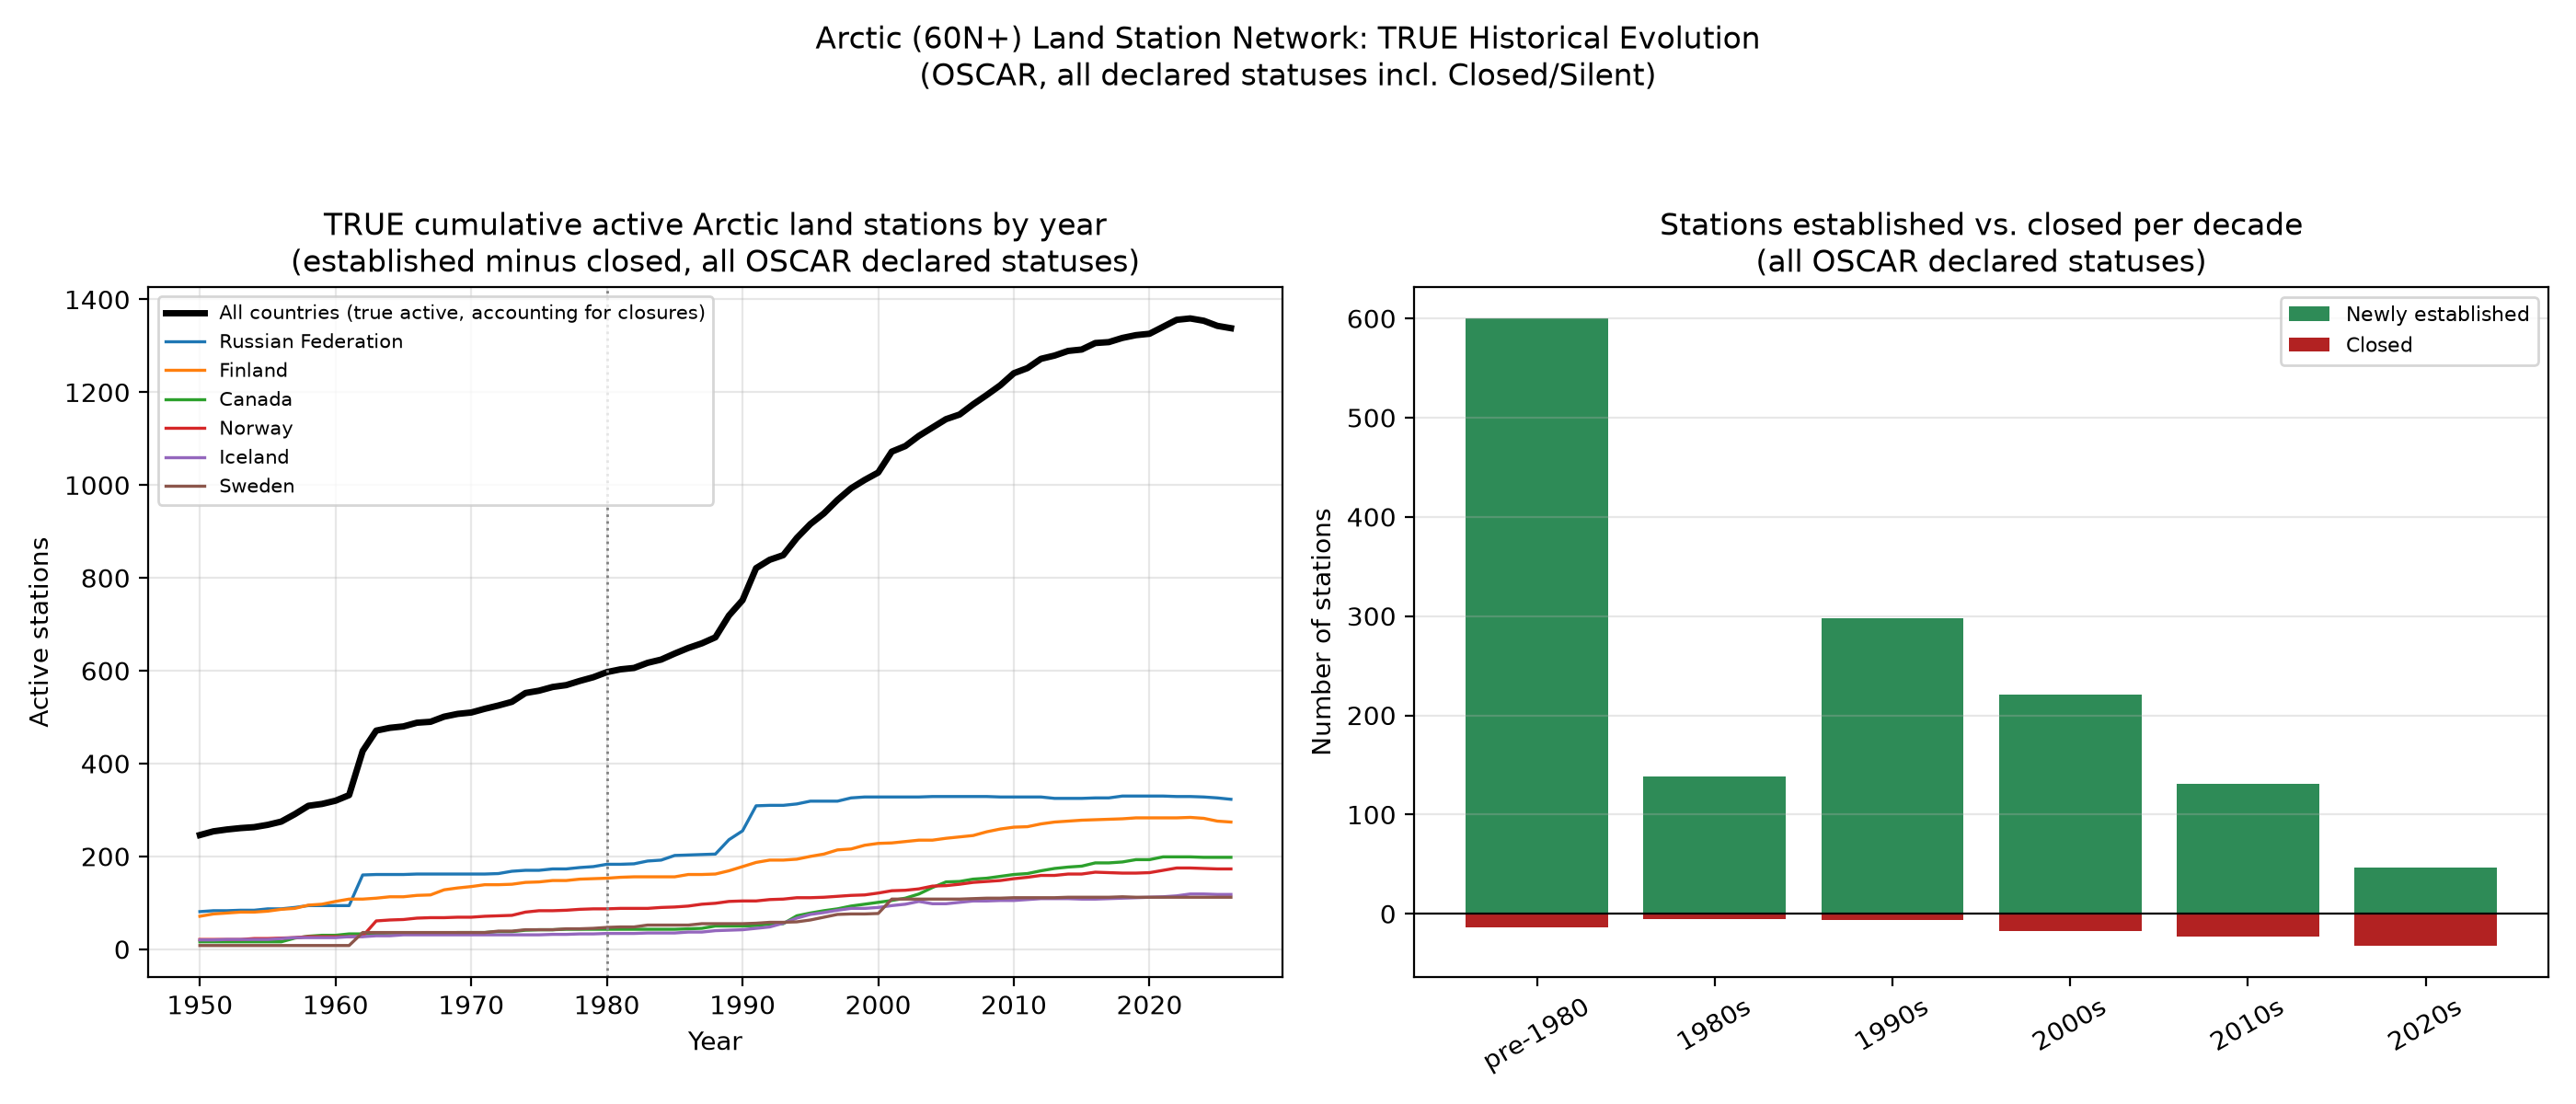 Arctic (60N+) Land Station Network: TRUE Historical Evolution
(OSCAR, all declared statuses incl. Closed/Silent)
TRUE cumulative active Arctic land stations by year
(established minus closed, all OSCAR declared statuses)
1400
1200
1000
800
600
400
200
0
Active stations
All countries (true active, accounting for closures)
Russian Federation
Finland
Canada
Norway
Iceland
Sweden
1950 1960 1970 1980 1990 2000 2010 2020
Year
Stations established vs. closed per decade
(all OSCAR declared statuses)
600
500
400
300
200
100
0
Number of stations
Newly established
Closed
pre-1980 1980s 1990s 2000s 2010s 2020s